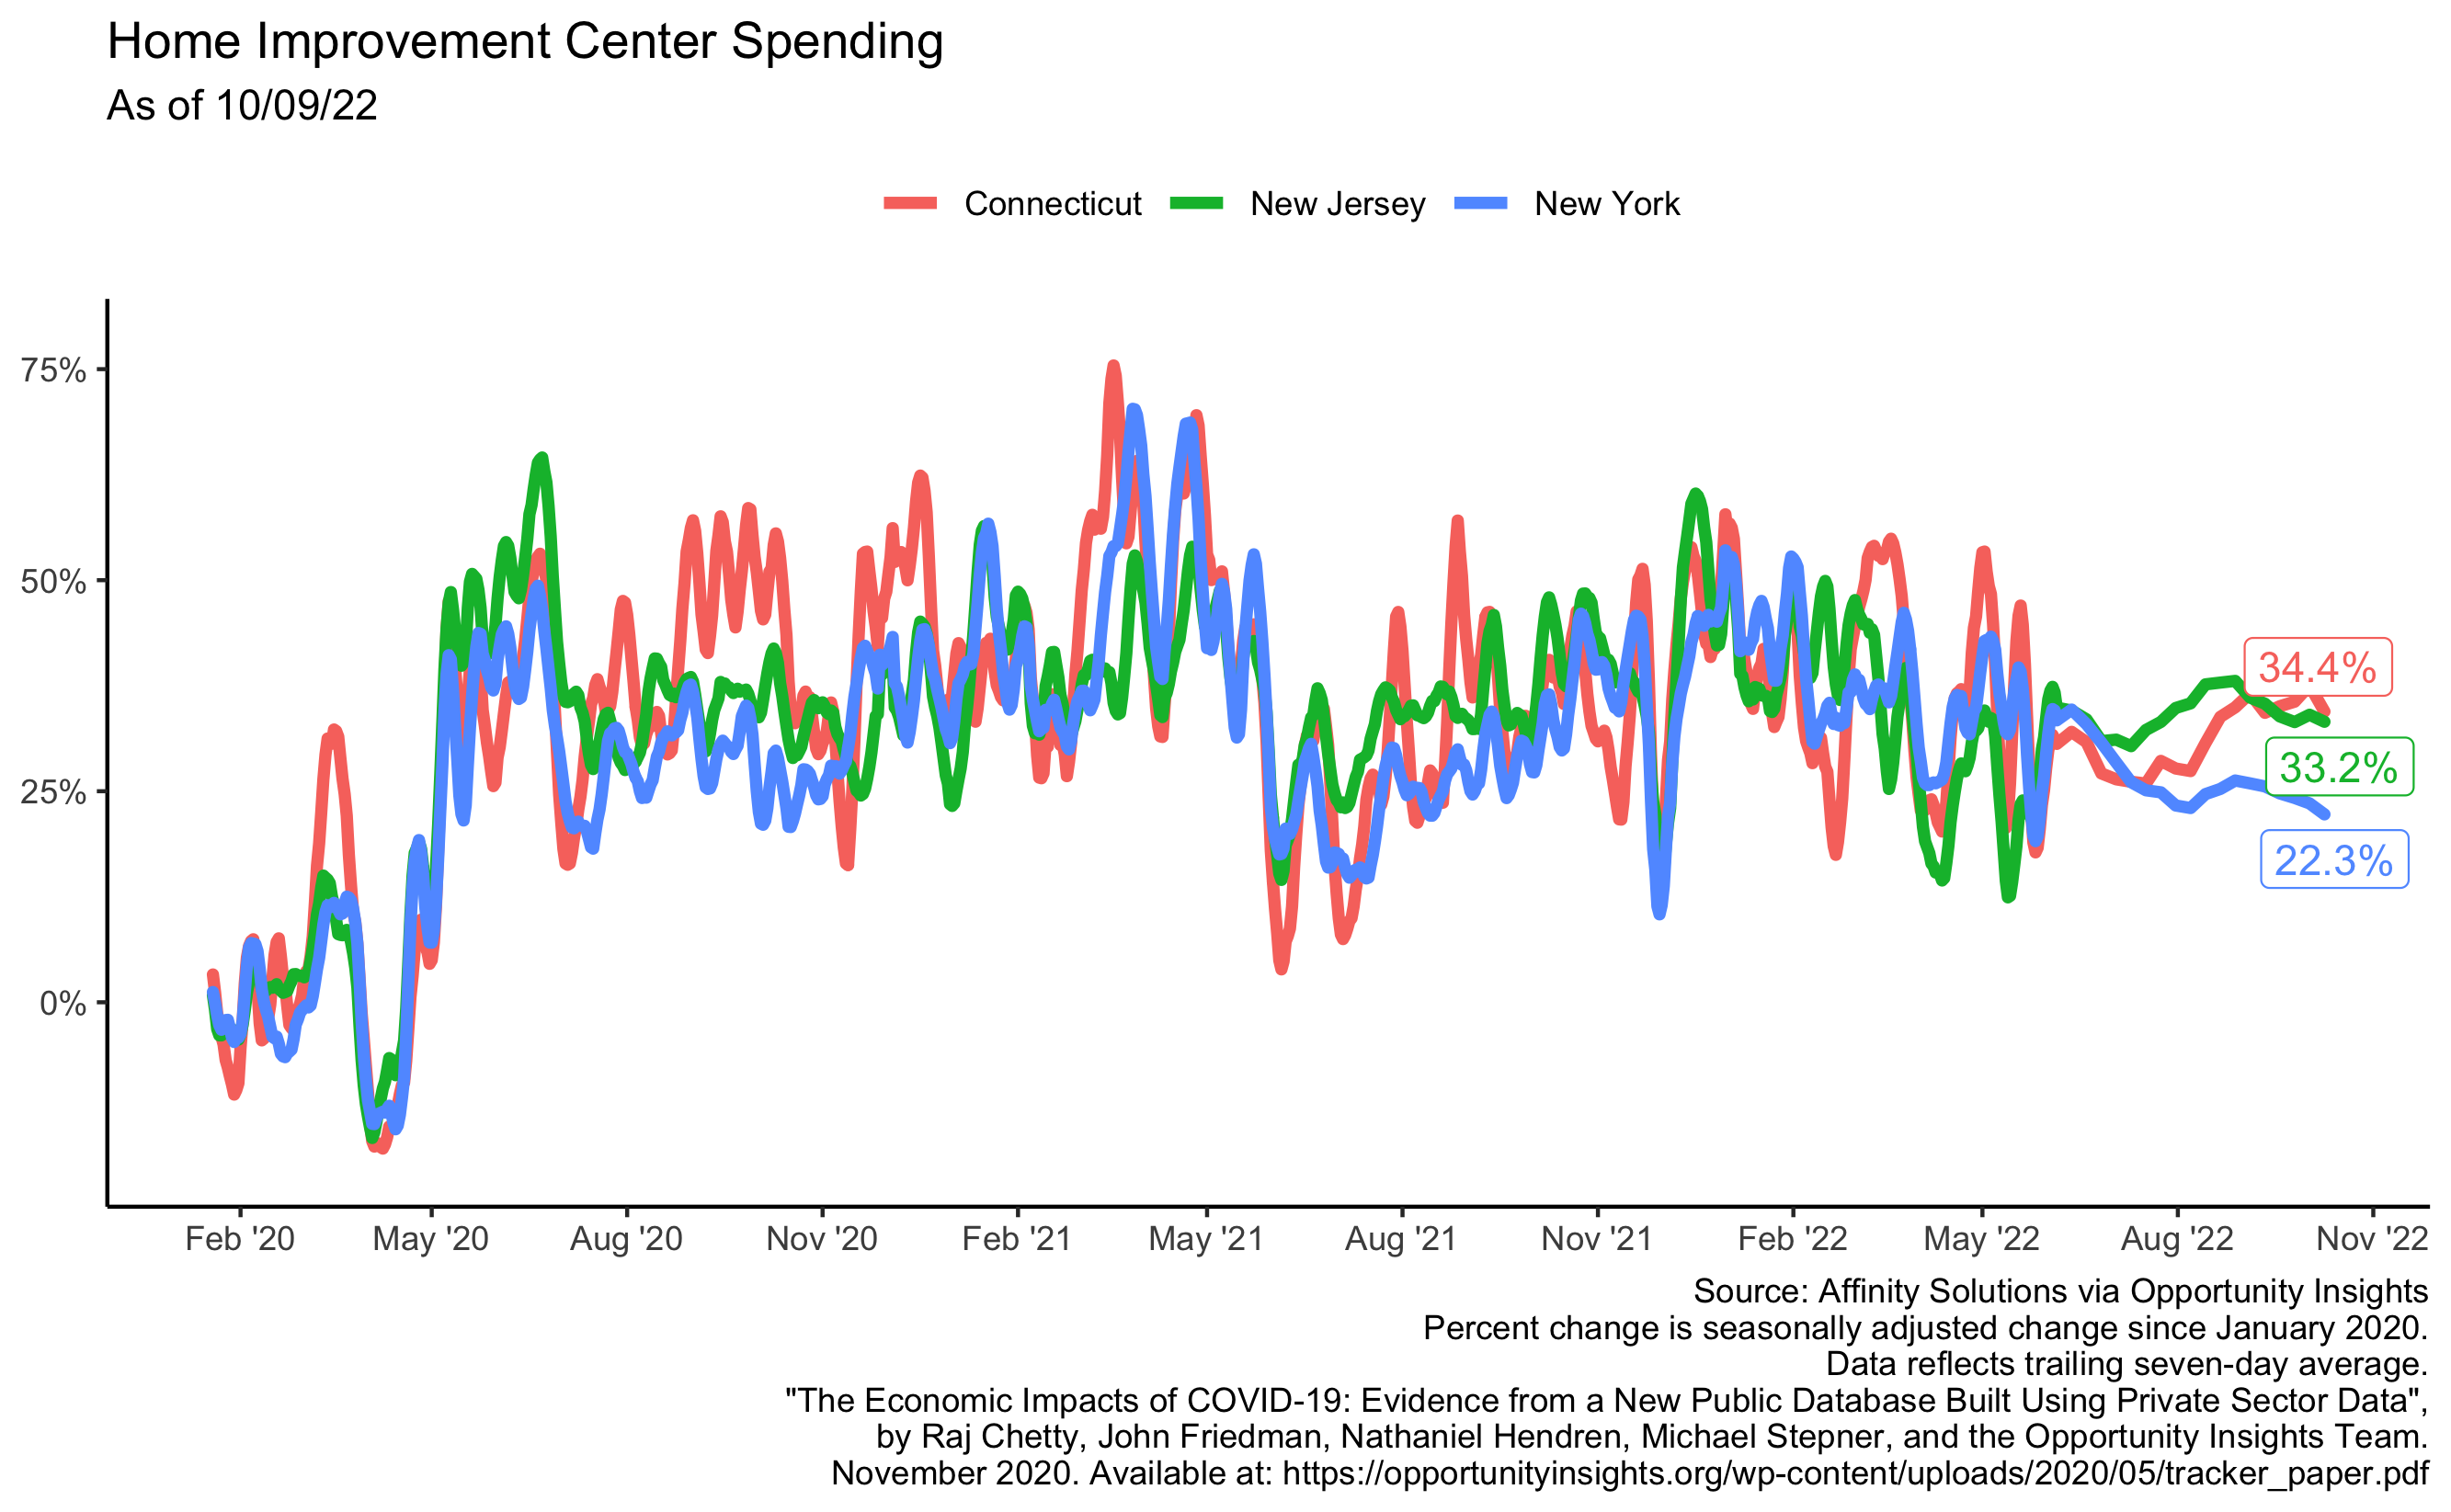 Home Improvement Center Spending
As of 10/09/22
Connecticut New Jersey New York
75%
50%
25%
0%
34.4%
33.2%
22.3%
Feb '20 May '20 Aug '20 Nov '20 Feb '21 May '21 Aug '21 Nov '21 Feb '22 May '22 Aug '22 Nov '22
Source: Affinity Solutions via Opportunity Insights
Percent change is seasonally adjusted change since January 2020.
Data reflects trailing seven-day average.
"The Economic Impacts of COVID-19: Evidence from a New Public Database Built Using Private Sector Data",
by Raj Chetty, John Friedman, Nathaniel Hendren, Michael Stepner, and the Opportunity Insights Team.
November 2020. Available at: https://opportunityinsights.org/wp-content/uploads/2020/05/tracker_paper.pdf